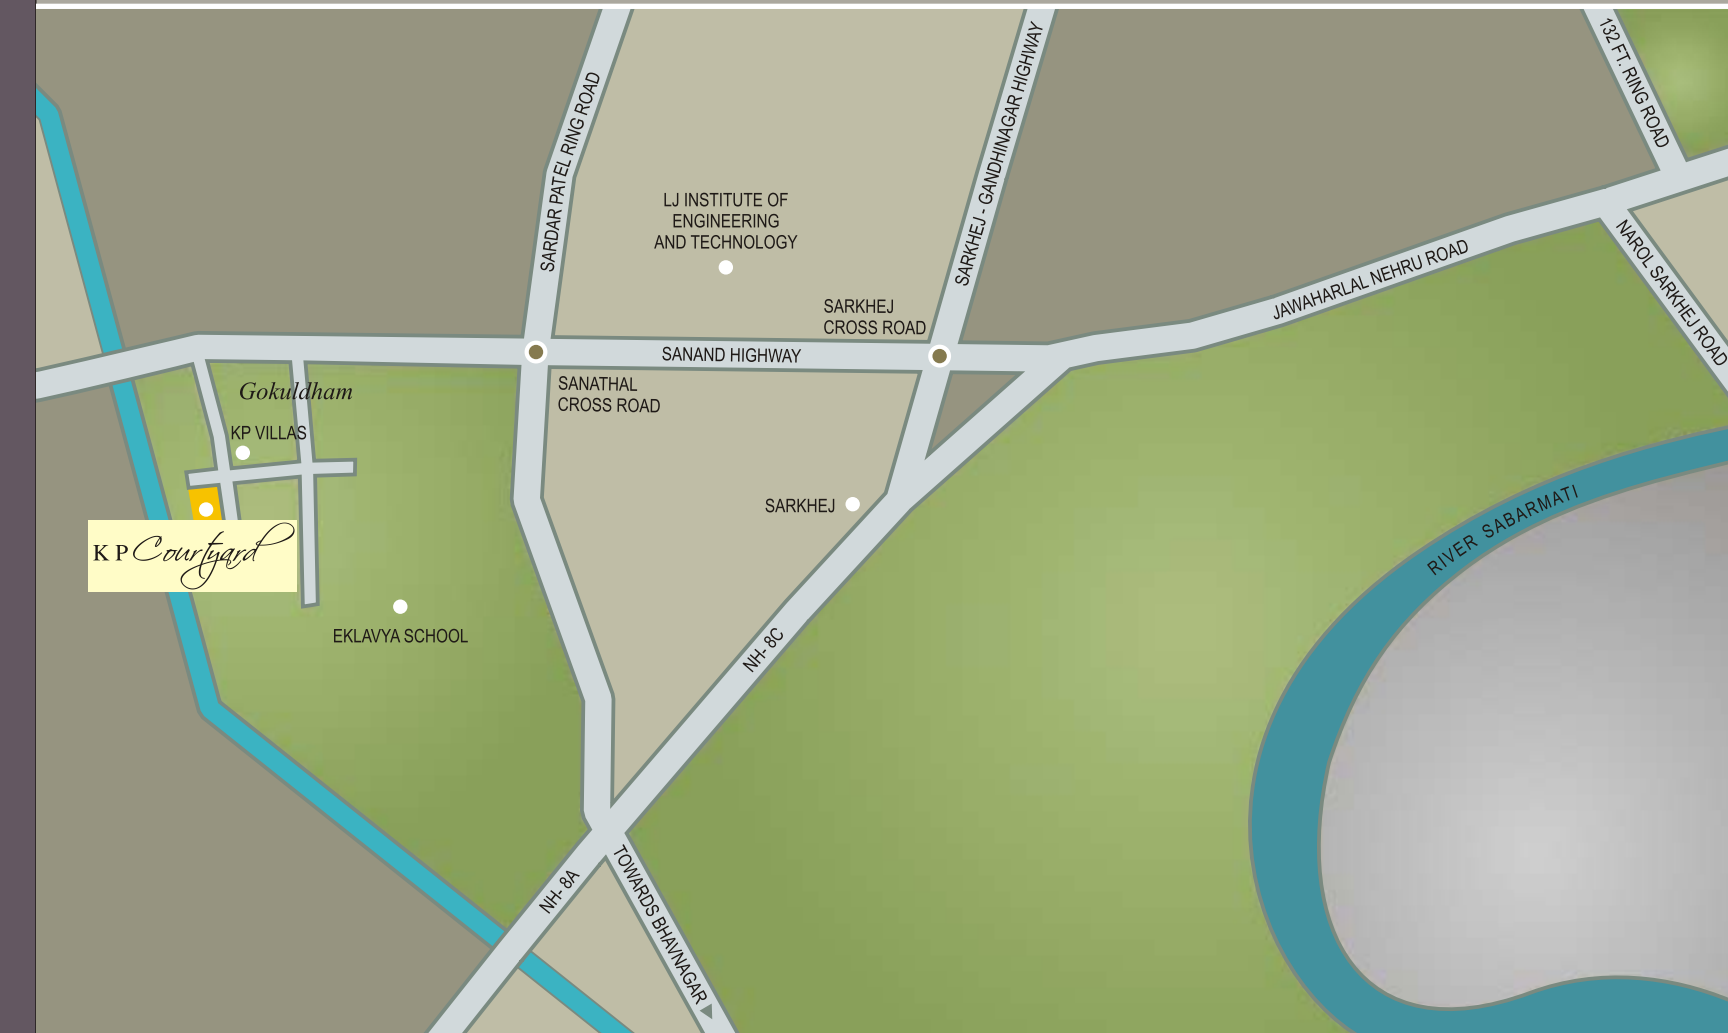 132 FT. RING ROAD
SARKHEJ - GANDHINAGAR HIGHWAY
SARDAR PATEL RING ROAD
LJ INSTITUTE OF
ENGINEERING
AND TECHNOLOGY
NAROL SARKHEJ ROAD
JAWAHARLAL NEHRU ROAD
SARKHEJ
CROSS ROAD
SANAND HIGHWAY
SANATHAL
CROSS ROAD
Gokuldham
KP VILLAS
SARKHEJ
RIVER SABARMATI
KP Courtyard
EKLAVYA SCHOOL
NH- 8C
NH- 8A
TOWARDS BHAVNAGAR